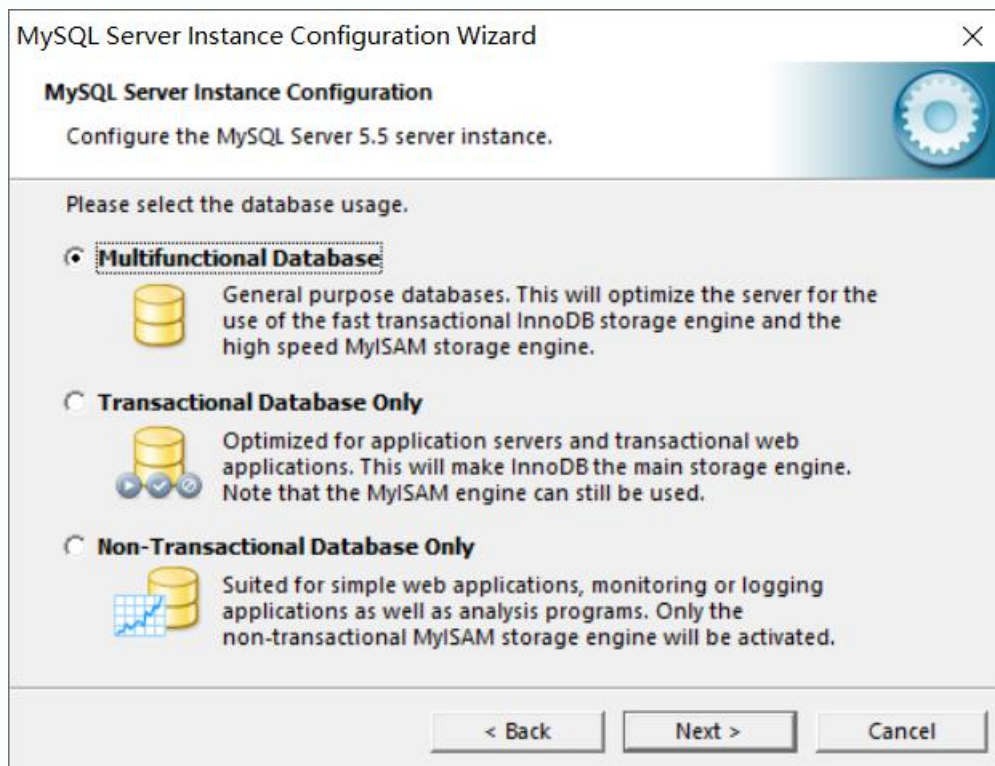 MySQL Server Instance Configuration Wizard
MySQL Server Instance Configuration
Configure the MySQL Server 5.5 server instance.
Please select the database usage.
Multifunctional Database
General purpose databases. This will optimize the server for the
use of the fast transactional InnoDB storage engine and the
high speed MyISAM storage engine.
Transactional Database Only
Optimized for application servers and transactional web
applications. This will make InnoDB the main storage engine.
Note that the MyISAM engine can still be used.
Non-Transactional Database Only
Suited for simple web applications, monitoring or logging
applications as well as analysis programs. Only the
non-transactional MyISAM storage engine will be activated.
< Back Next > Cancel